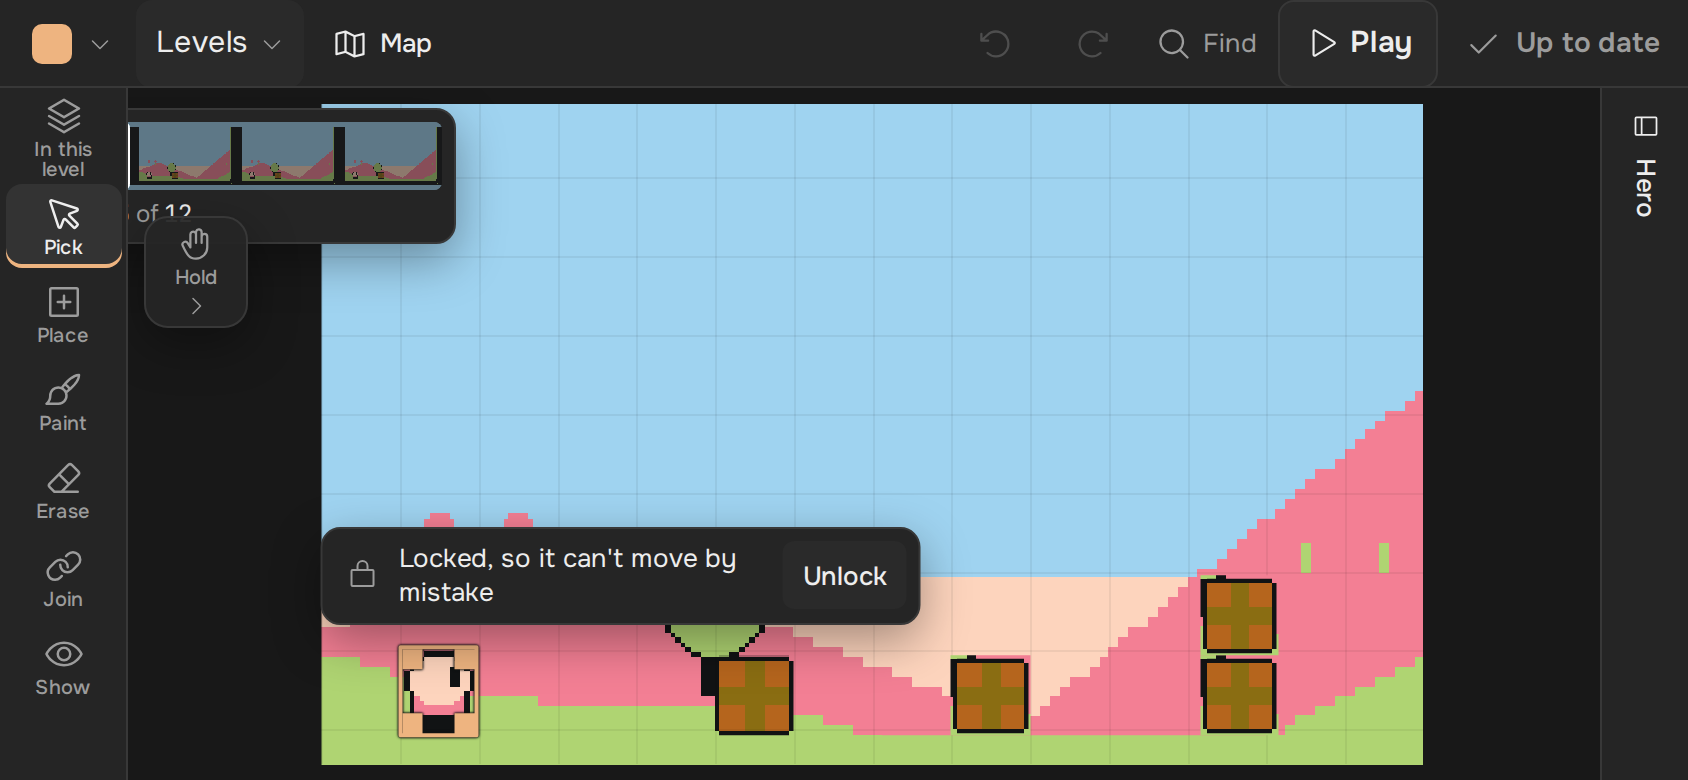 Levels
Map
Find
Play
Up to date
In this
level
Pick
Place
Paint
Erase
Join
Show
of 12
Hold
Locked, so it can't move by
mistake
Unlock
Hero